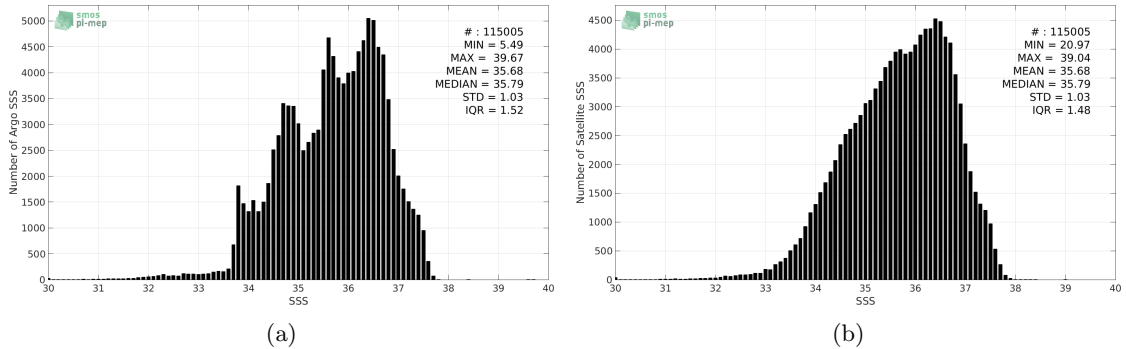 smos
pi-mep
# : 115005
MIN = 5.49
MAX = 39.67
MEAN = 35.68
MEDIAN = 35.79
STD = 1.03
IQR = 1.52
Number of Argo SSS
5000
4500
4000
3500
3000
2500
2000
1500
1000
500
0
30 31 32 33 34 35 36 37 38 39 40
SSS
(a)
smos
pi-mep
# : 115005
MIN = 20.97
MAX = 39.04
MEAN = 35.68
MEDIAN = 35.79
STD = 1.03
IQR = 1.48
Number of Satellite SSS
4500
4000
3500
3000
2500
2000
1500
1000
500
0
30 31 32 33 34 35 36 37 38 39 40
SSS
(b)